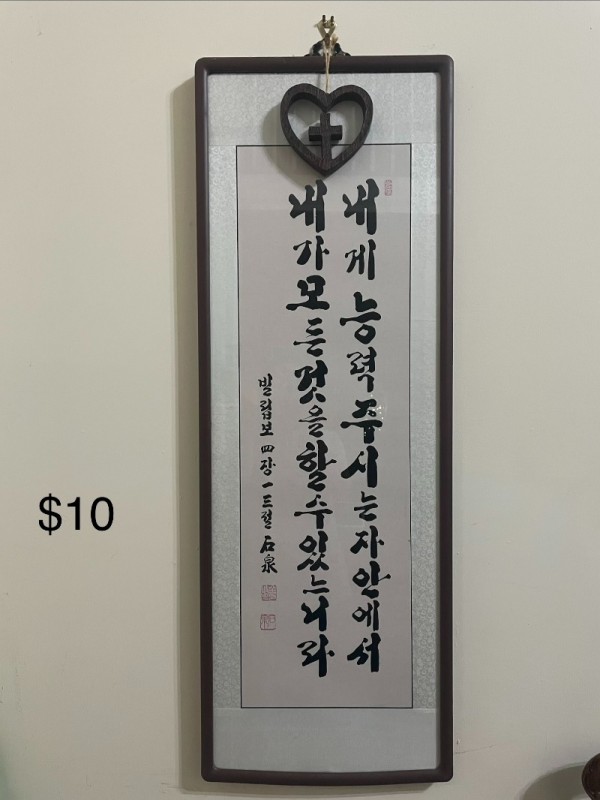 내게능력주시는자안에서
내가모든것을할수있느니라
빌립보四장一三절 石泉
$10